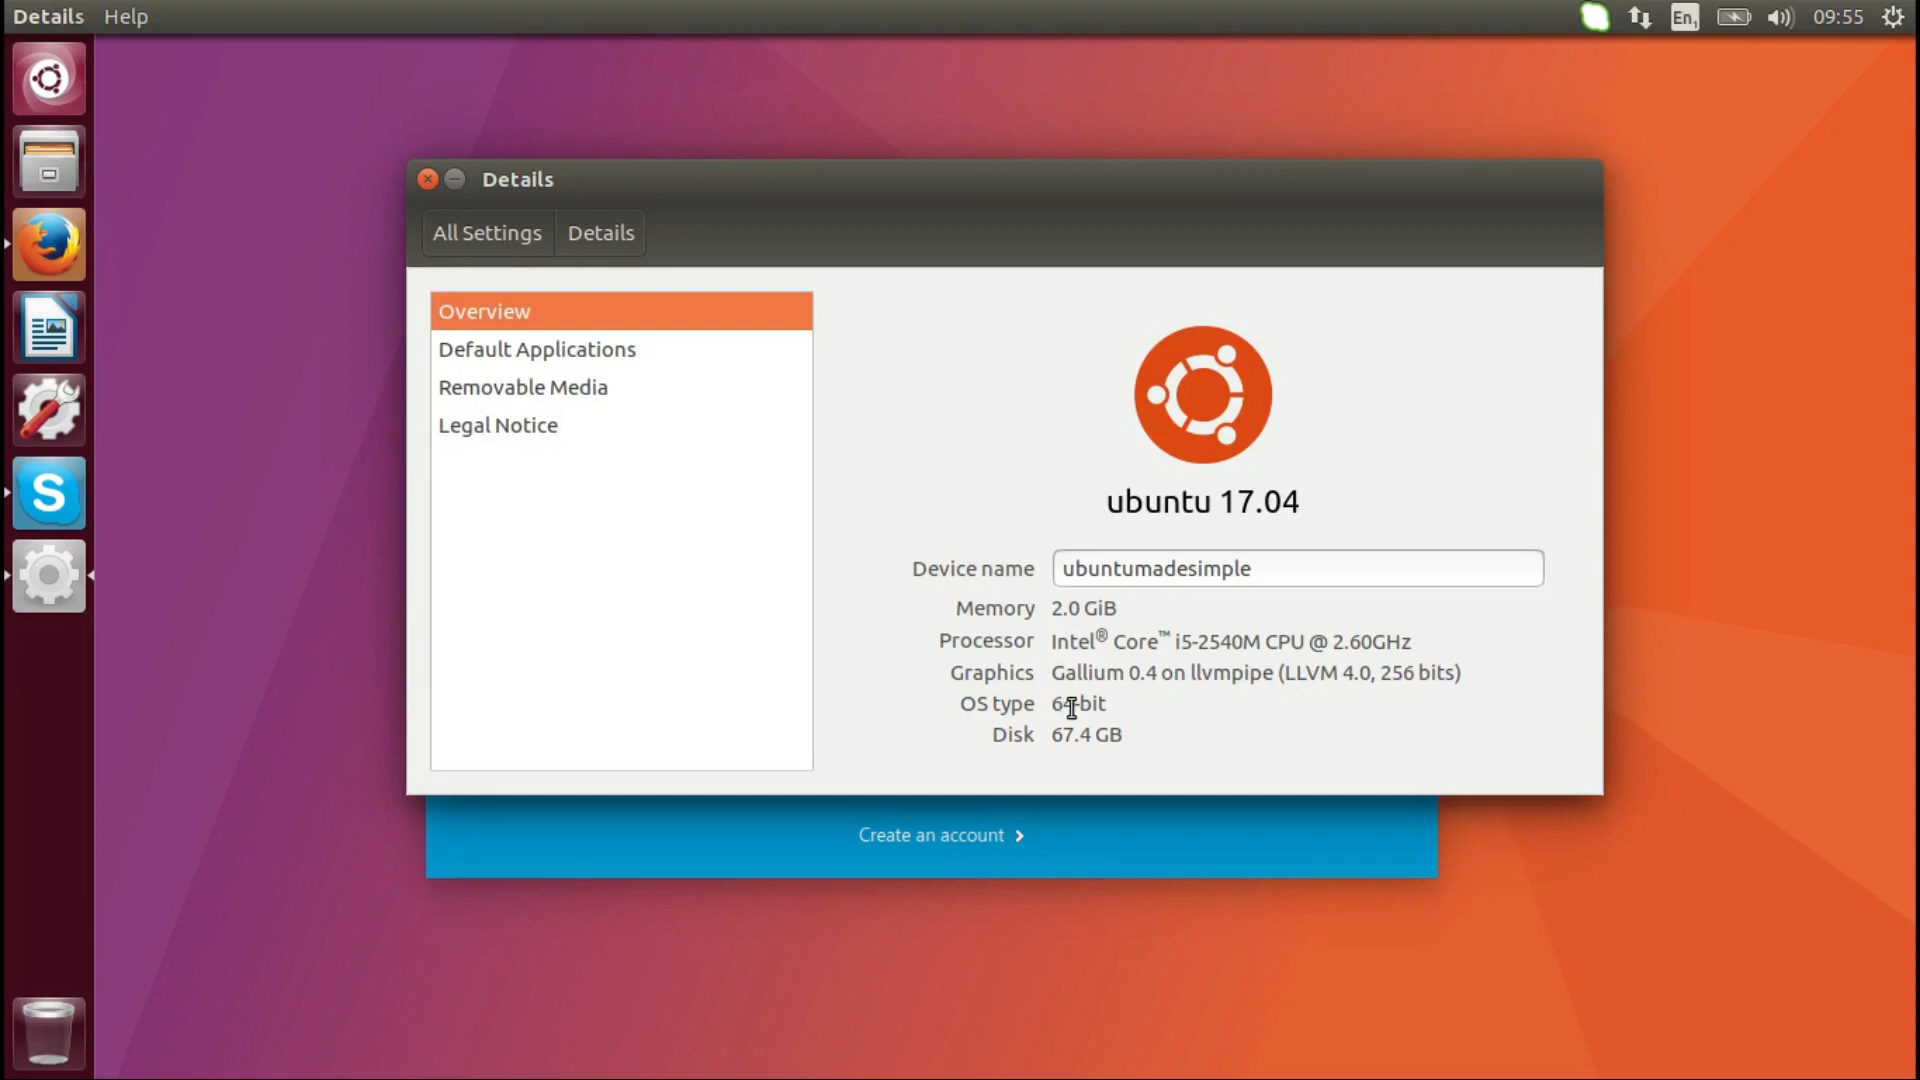 Details Help
En1 09:55
Details
All Settings Details
Overview
Default Applications
Removable Media
Legal Notice
ubuntu 17.04
Device name ubuntumadesimple
Memory 2.0 GiB
Processor Intel® Core™ i5-2540M CPU @ 2.60GHz
Graphics Gallium 0.4 on llvmpipe (LLVM 4.0, 256 bits)
OS type 64-bit
Disk 67.4 GB
Create an account
S